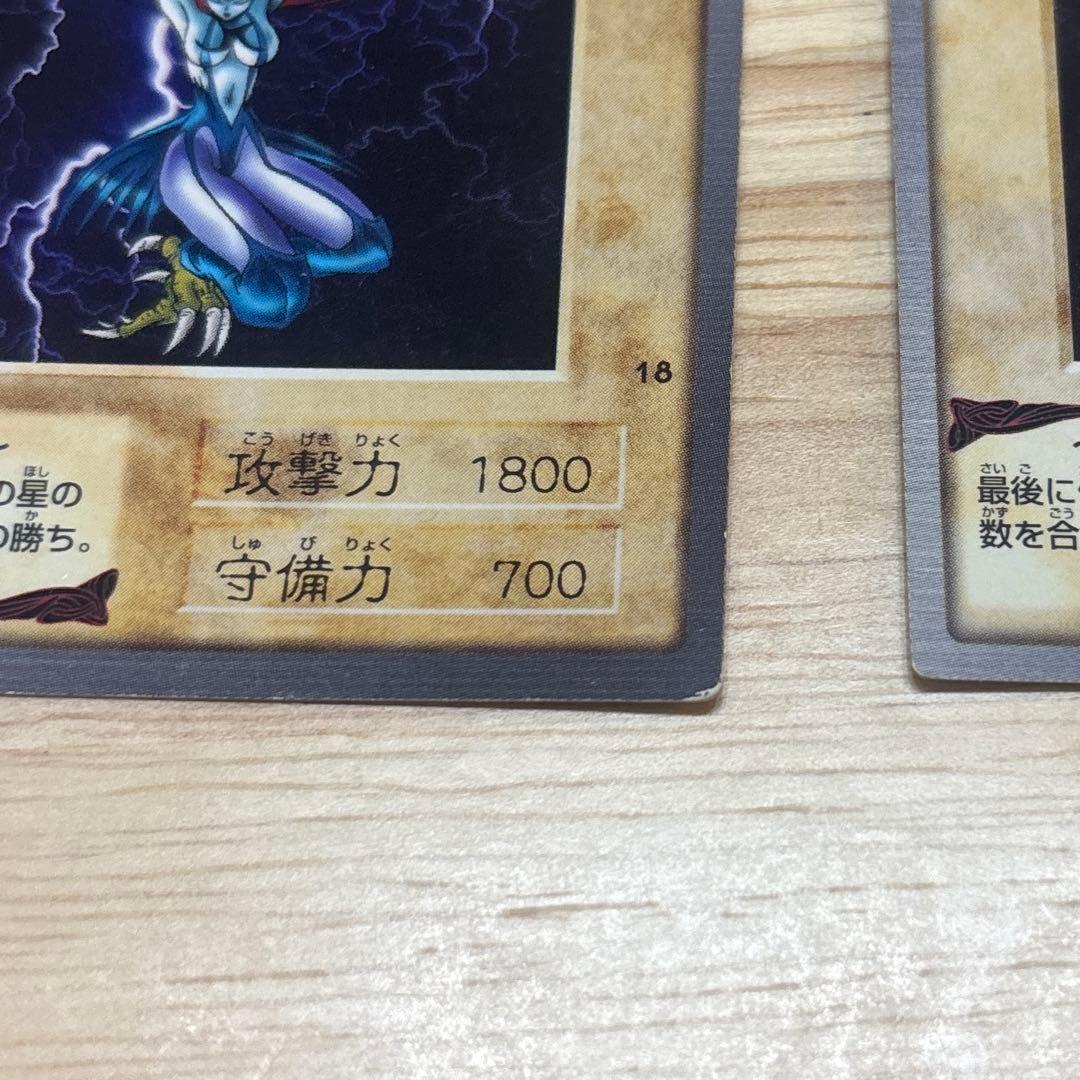 18
こう げき りょく
攻撃力 1800
しゅ び りょく
守備力 700
ほし
の星の
か
勝ち。
さい ご
最後に
かず ごう
数を合